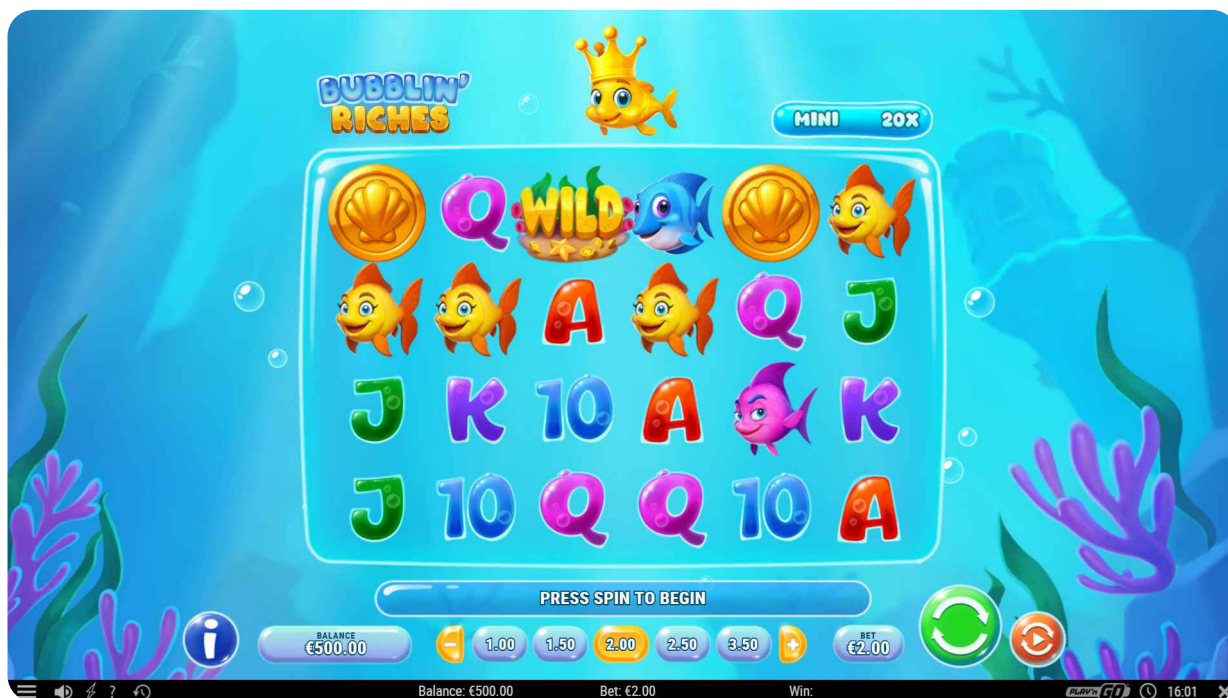 BUBBLIN'
RICHES
MINI 20X
Q WILD
A Q J
J K 10 A K
J 10 Q Q 10 A
PRESS SPIN TO BEGIN
BALANCE
€500.00
1.00 1.50 2.00 2.50 3.50
BET
€2.00
Balance: €500.00 Bet: €2.00 Win: PLAY'n GO 16:01